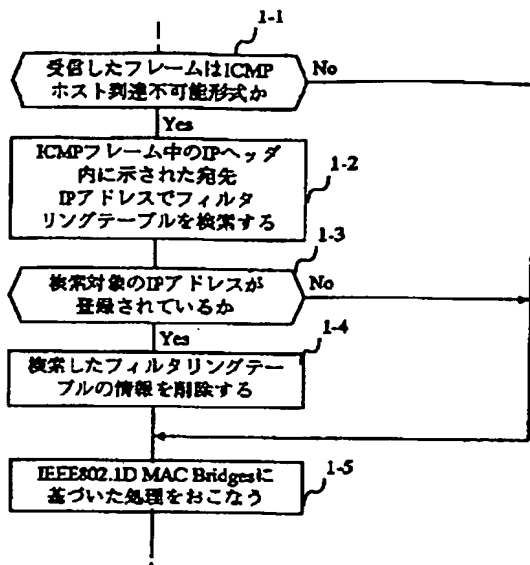 1-1
受信したフレームはICMP
ホスト到達不可能形式か
No
Yes
ICMPフレーム中のIPヘッダ
内に示された宛先
IPアドレスでフィルタ
リングテーブルを検索する
1-2
1-3
検索対象のIPアドレスが
登録されているか
No
Yes
1-4
検索したフィルタリングテー
ブルの情報を削除する
IEEE802.1D MAC Bridgesに
基づいた処理をおこなう
1-5